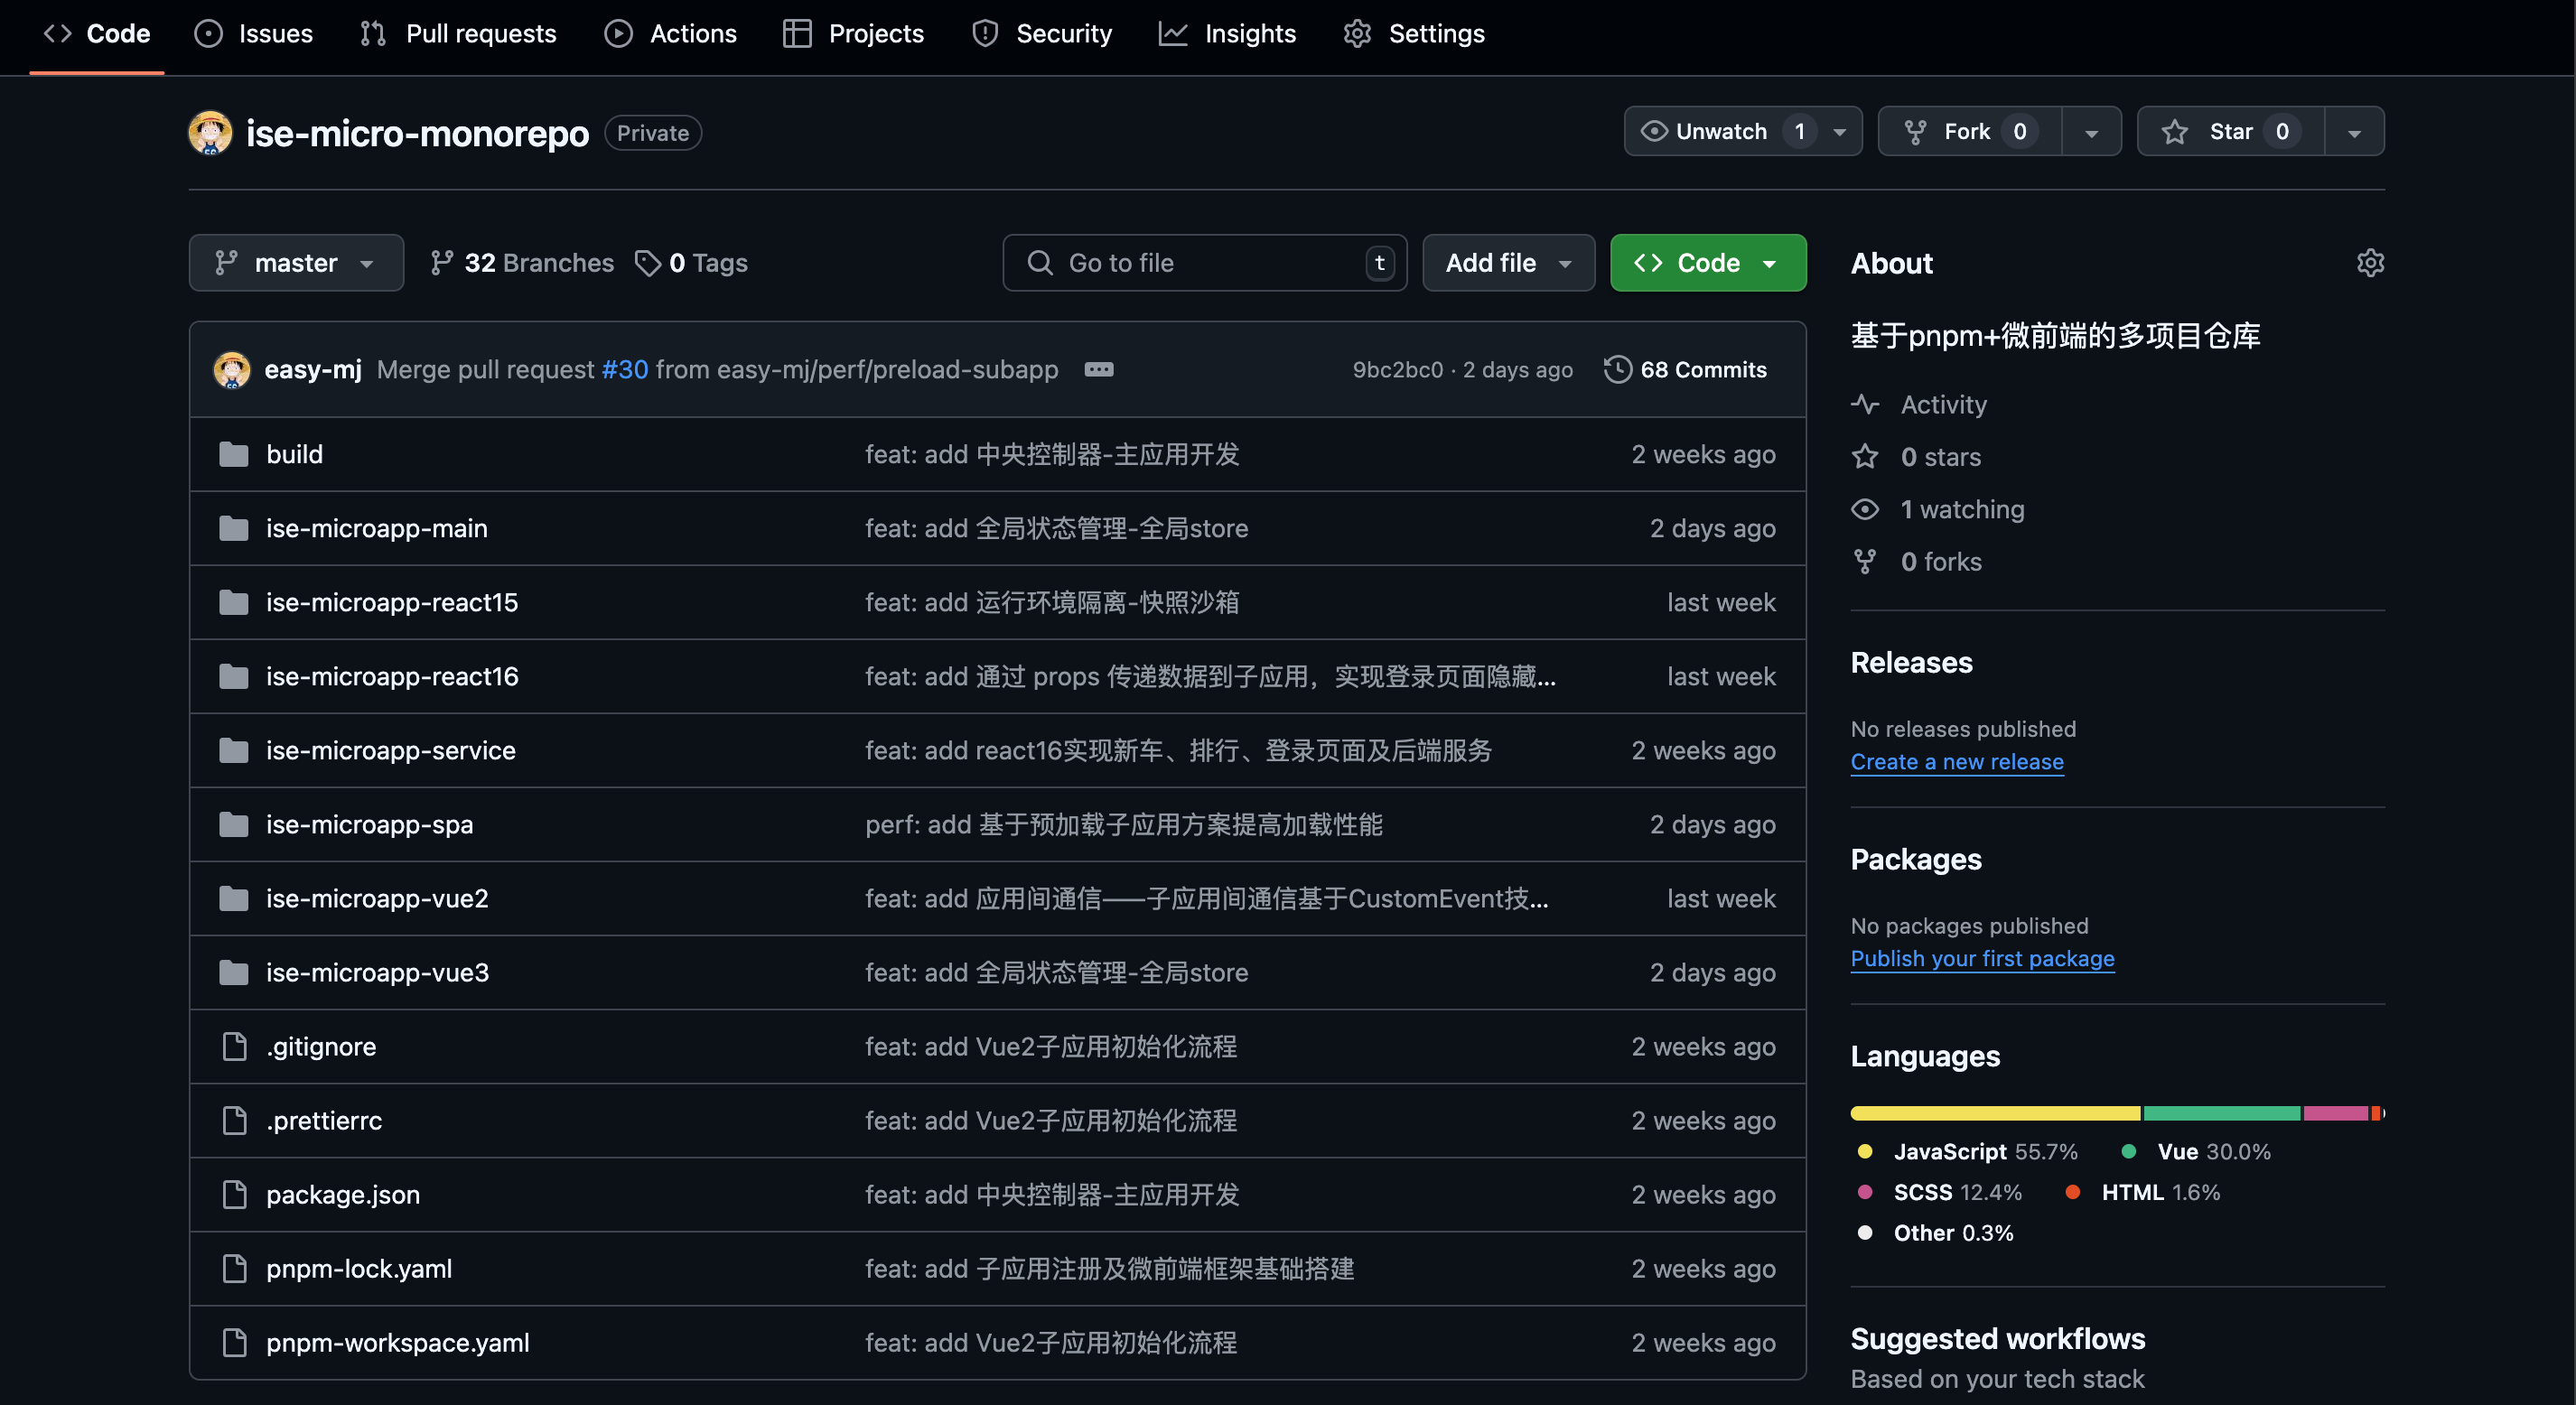 Code Issues Pull requests Actions Projects Security Insights Settings
ise-micro-monorepo Private
Unwatch 1 Fork 0 Star 0
master 32 Branches 0 Tags Go to file t Add file Code
easy-mj Merge pull request #30 from easy-mj/perf/preload-subapp 9bc2bc0 · 2 days ago 68 Commits
build feat: add 中央控制器-主应用开发 2 weeks ago
ise-microapp-main feat: add 全局状态管理-全局store 2 days ago
ise-microapp-react15 feat: add 运行环境隔离-快照沙箱 last week
ise-microapp-react16 feat: add 通过 props 传递数据到子应用，实现登录页面隐藏... last week
ise-microapp-service feat: add react16实现新车、排行、登录页面及后端服务 2 weeks ago
ise-microapp-spa perf: add 基于预加载子应用方案提高加载性能 2 days ago
ise-microapp-vue2 feat: add 应用间通信——子应用间通信基于CustomEvent技... last week
ise-microapp-vue3 feat: add 全局状态管理-全局store 2 days ago
.gitignore feat: add Vue2子应用初始化流程 2 weeks ago
.prettierrc feat: add Vue2子应用初始化流程 2 weeks ago
package.json feat: add 中央控制器-主应用开发 2 weeks ago
pnpm-lock.yaml feat: add 子应用注册及微前端框架基础搭建 2 weeks ago
pnpm-workspace.yaml feat: add Vue2子应用初始化流程 2 weeks ago
About
基于pnpm+微前端的多项目仓库
Activity
0 stars
1 watching
0 forks
Releases
No releases published
Create a new release
Packages
No packages published
Publish your first package
Languages
JavaScript 55.7% Vue 30.0%
SCSS 12.4% HTML 1.6%
Other 0.3%
Suggested workflows
Based on your tech stack